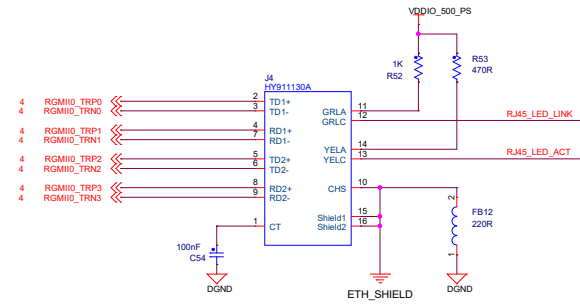 VDDIO_500_PS
1K
R52
R53
470R
J4
HY911130A
4 RGMII0_TRP0 2 TD1+
4 RGMII0_TRN0 3 TD1-
4 RGMII0_TRP1 4 RD1+
4 RGMII0_TRN1 7 RD1-
4 RGMII0_TRP2 5 TD2+
4 RGMII0_TRN2 6 TD2-
4 RGMII0_TRP3 8 RD2+
4 RGMII0_TRN3 9 RD2-
1 CT
GRLA 11
GRLC 12 RJ45_LED_LINK
YELA 14
YELC 13 RJ45_LED_ACT
CHS 10
Shield1 15
Shield2 16
100nF
C54
DGND
ETH_SHIELD
2
FB12
220R
1
DGND